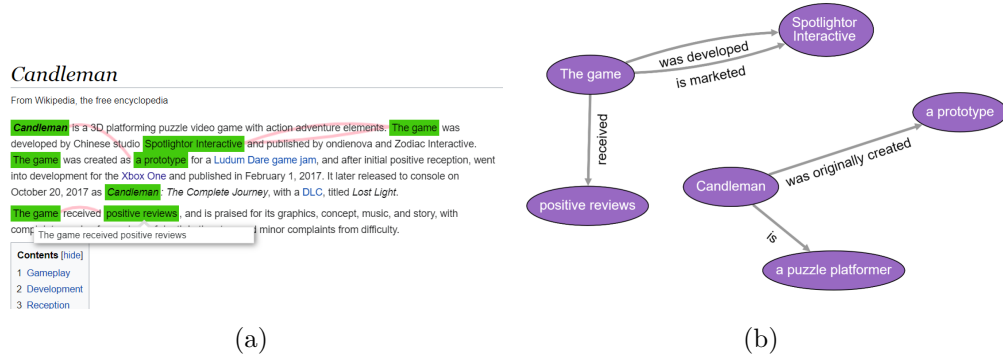 Candleman
From Wikipedia, the free encyclopedia
Candleman is a 3D platforming puzzle video game with action adventure elements. The game was
developed by Chinese studio Spotlightor Interactive and published by ondienova and Zodiac Interactive.
The game was created as a prototype for a Ludum Dare game jam, and after initial positive reception, went
into development for the Xbox One and published in February 1, 2017. It later released to console on
October 20, 2017 as Candleman: The Complete Journey, with a DLC, titled Lost Light.
The game received positive reviews, and is praised for its graphics, concept, music, and story, with
minor complaints from difficulty.
The game received positive reviews
Contents [hide]
1 Gameplay
2 Development
3 Reception
(a)
Spotlightor
Interactive
was developed
is marketed
The game
received
positive reviews
a prototype
was originally created
Candleman
is
a puzzle platformer
(b)